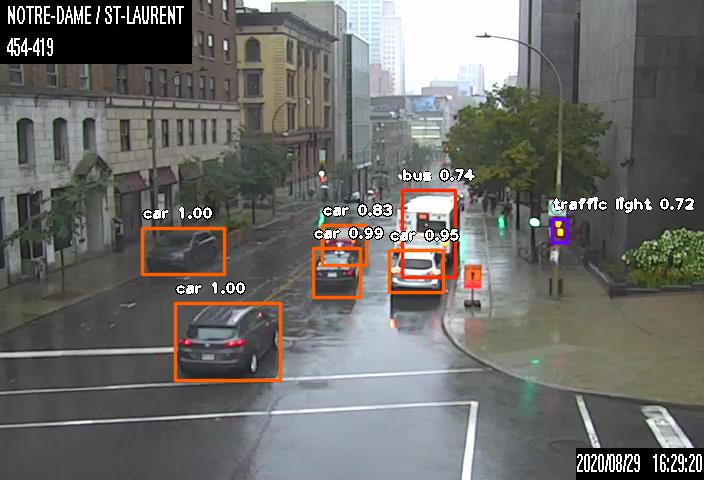 NOTRE-DAME / ST-LAURENT
454-419
bus 0.74
traffic light 0.72
car 1.00
car 0.83
car 0.99
car 0.95
car 1.00
2020/08/29 16:29:20